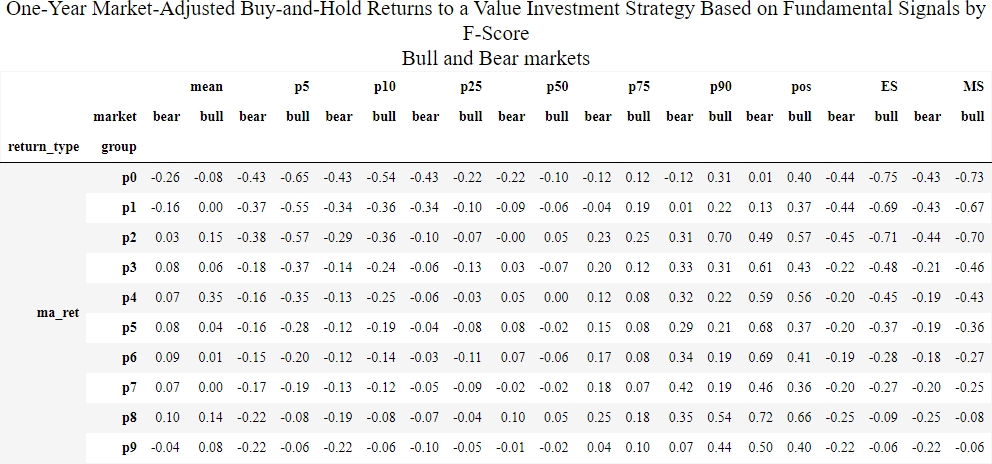 One-Year Market-Adjusted Buy-and-Hold Returns to a Value Investment Strategy Based on Fundamental Signals by
F-Score
Bull and Bear markets
mean p5 p10 p25 p50 p75 p90 pos ES MS
market bear bull bear bull bear bull bear bull bear bull bear bull bear bull bear bull bear bull bear bull
return_type group
p0 -0.26 -0.08 -0.43 -0.65 -0.43 -0.54 -0.43 -0.22 -0.22 -0.10 -0.12 0.12 -0.12 0.31 0.01 0.40 -0.44 -0.75 -0.43 -0.73
p1 -0.16 0.00 -0.37 -0.55 -0.34 -0.36 -0.34 -0.10 -0.09 -0.06 -0.04 0.19 0.01 0.22 0.13 0.37 -0.44 -0.69 -0.43 -0.67
p2 0.03 0.15 -0.38 -0.57 -0.29 -0.36 -0.10 -0.07 -0.00 0.05 0.23 0.25 0.31 0.70 0.49 0.57 -0.45 -0.71 -0.44 -0.70
p3 0.08 0.06 -0.18 -0.37 -0.14 -0.24 -0.06 -0.13 0.03 -0.07 0.20 0.12 0.33 0.31 0.61 0.43 -0.22 -0.48 -0.21 -0.46
p4 0.07 0.35 -0.16 -0.35 -0.13 -0.25 -0.06 -0.03 0.05 0.00 0.12 0.08 0.32 0.22 0.59 0.56 -0.20 -0.45 -0.19 -0.43
ma_ret
p5 0.08 0.04 -0.16 -0.28 -0.12 -0.19 -0.04 -0.08 0.08 -0.02 0.15 0.08 0.29 0.21 0.68 0.37 -0.20 -0.37 -0.19 -0.36
p6 0.09 0.01 -0.15 -0.20 -0.12 -0.14 -0.03 -0.11 0.07 -0.06 0.17 0.08 0.34 0.19 0.69 0.41 -0.19 -0.28 -0.18 -0.27
p7 0.07 0.00 -0.17 -0.19 -0.13 -0.12 -0.05 -0.09 -0.02 -0.02 0.18 0.07 0.42 0.19 0.46 0.36 -0.20 -0.27 -0.20 -0.25
p8 0.10 0.14 -0.22 -0.08 -0.19 -0.08 -0.07 -0.04 0.10 0.05 0.25 0.18 0.35 0.54 0.72 0.66 -0.25 -0.09 -0.25 -0.08
p9 -0.04 0.08 -0.22 -0.06 -0.22 -0.06 -0.10 -0.05 -0.01 -0.02 0.04 0.10 0.07 0.44 0.50 0.40 -0.22 -0.06 -0.22 -0.06